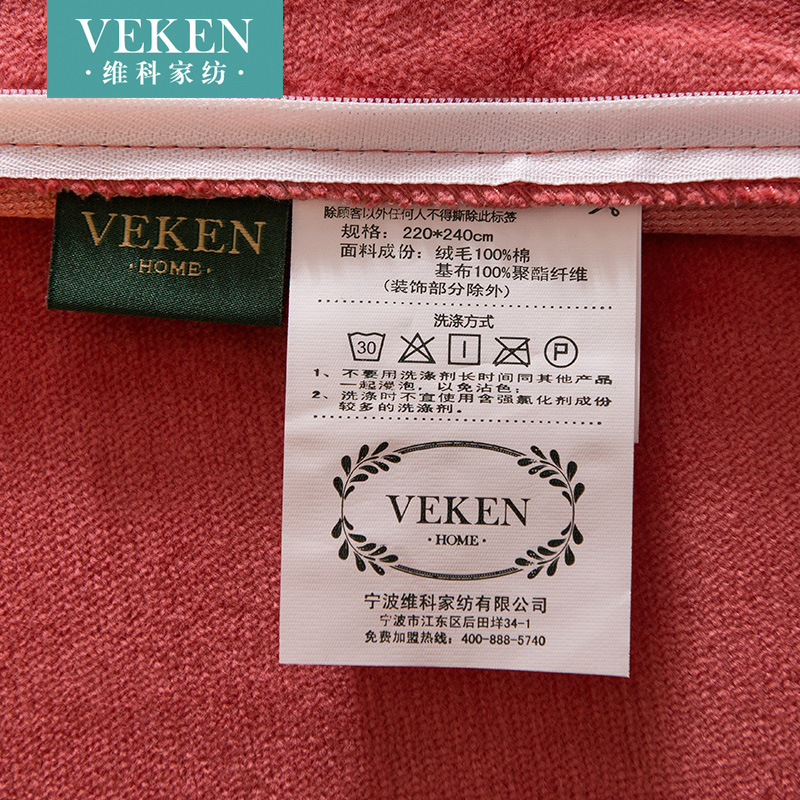 VEKEN
·维科家纺·
VEKEN
·HOME·
除顾客以外任何人不得撕除此标签
规格: 220*240cm
面料成份: 绒毛100%棉
基布100%聚酯纤维
(装饰部分除外)
洗涤方式
30
P
1、不要用洗涤剂长时间同其他产品
一起浸泡，以免沾色;
2、洗涤时不宜使用含强氯化剂成份
较多的洗涤剂。
VEKEN
·HOME·
宁波维科家纺有限公司
宁波市江东区后田垟34-1
免费加盟热线: 400-888-5740